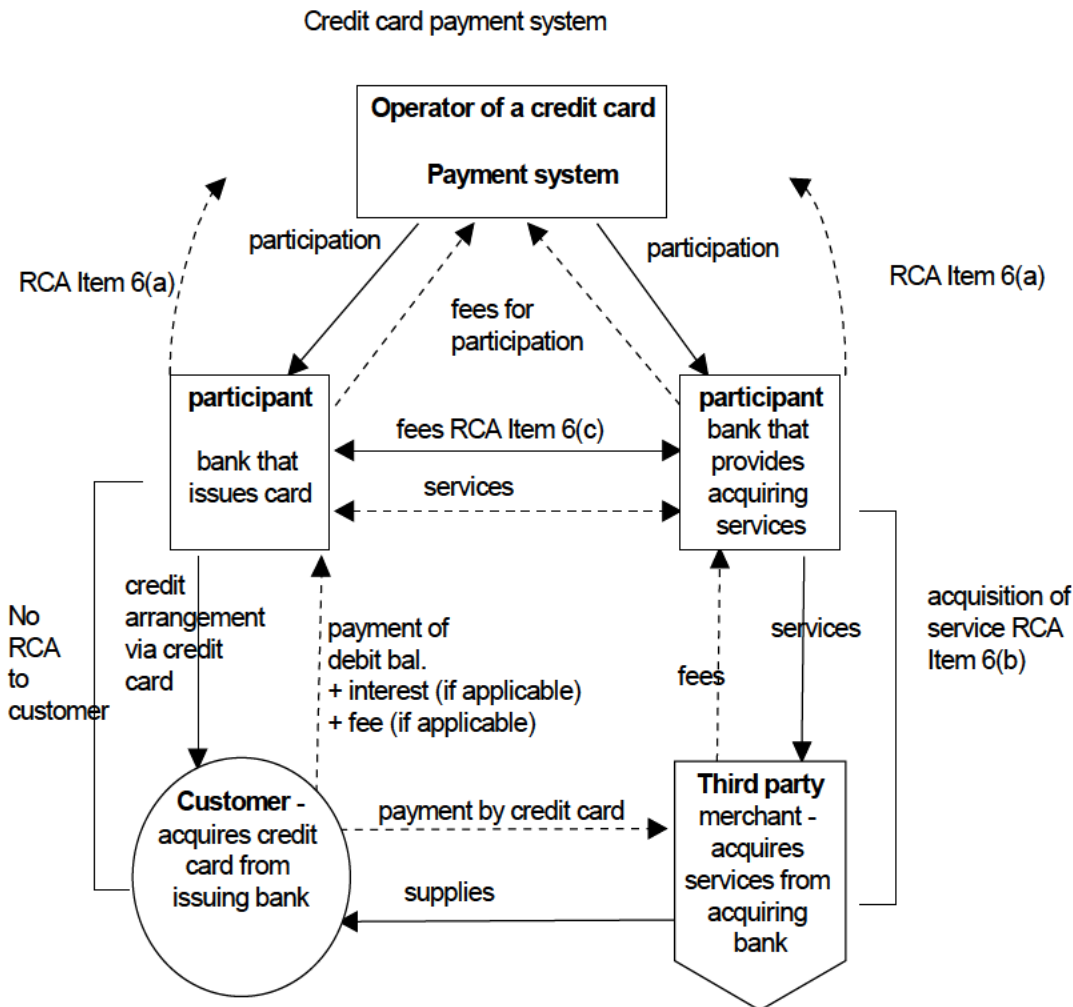 Credit card payment system
Operator of a credit card
Payment system
participation
participation
RCA Item 6(a)
RCA Item 6(a)
fees for
participation
participant
bank that
issues card
fees RCA Item 6(c)
services
participant
bank that
provides
acquiring
services
No
RCA
to
customer
credit
arrangement
via credit
card
payment of
debit bal.
+ interest (if applicable)
+ fee (if applicable)
fees
services
acquisition of
service RCA
Item 6(b)
Customer -
acquires credit
card from
issuing bank
payment by credit card
supplies
Third party
merchant -
acquires
services from
acquiring
bank